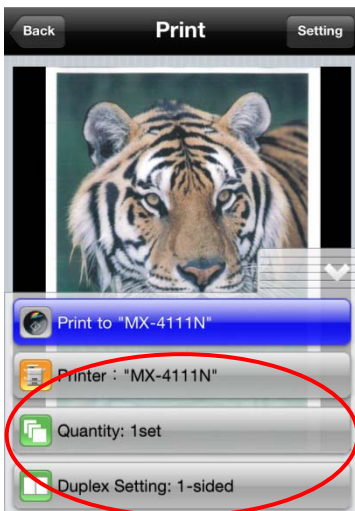 Back Print Setting
Print to "MX-4111N"
Printer : "MX-4111N"
Quantity: 1set
Duplex Setting: 1-sided